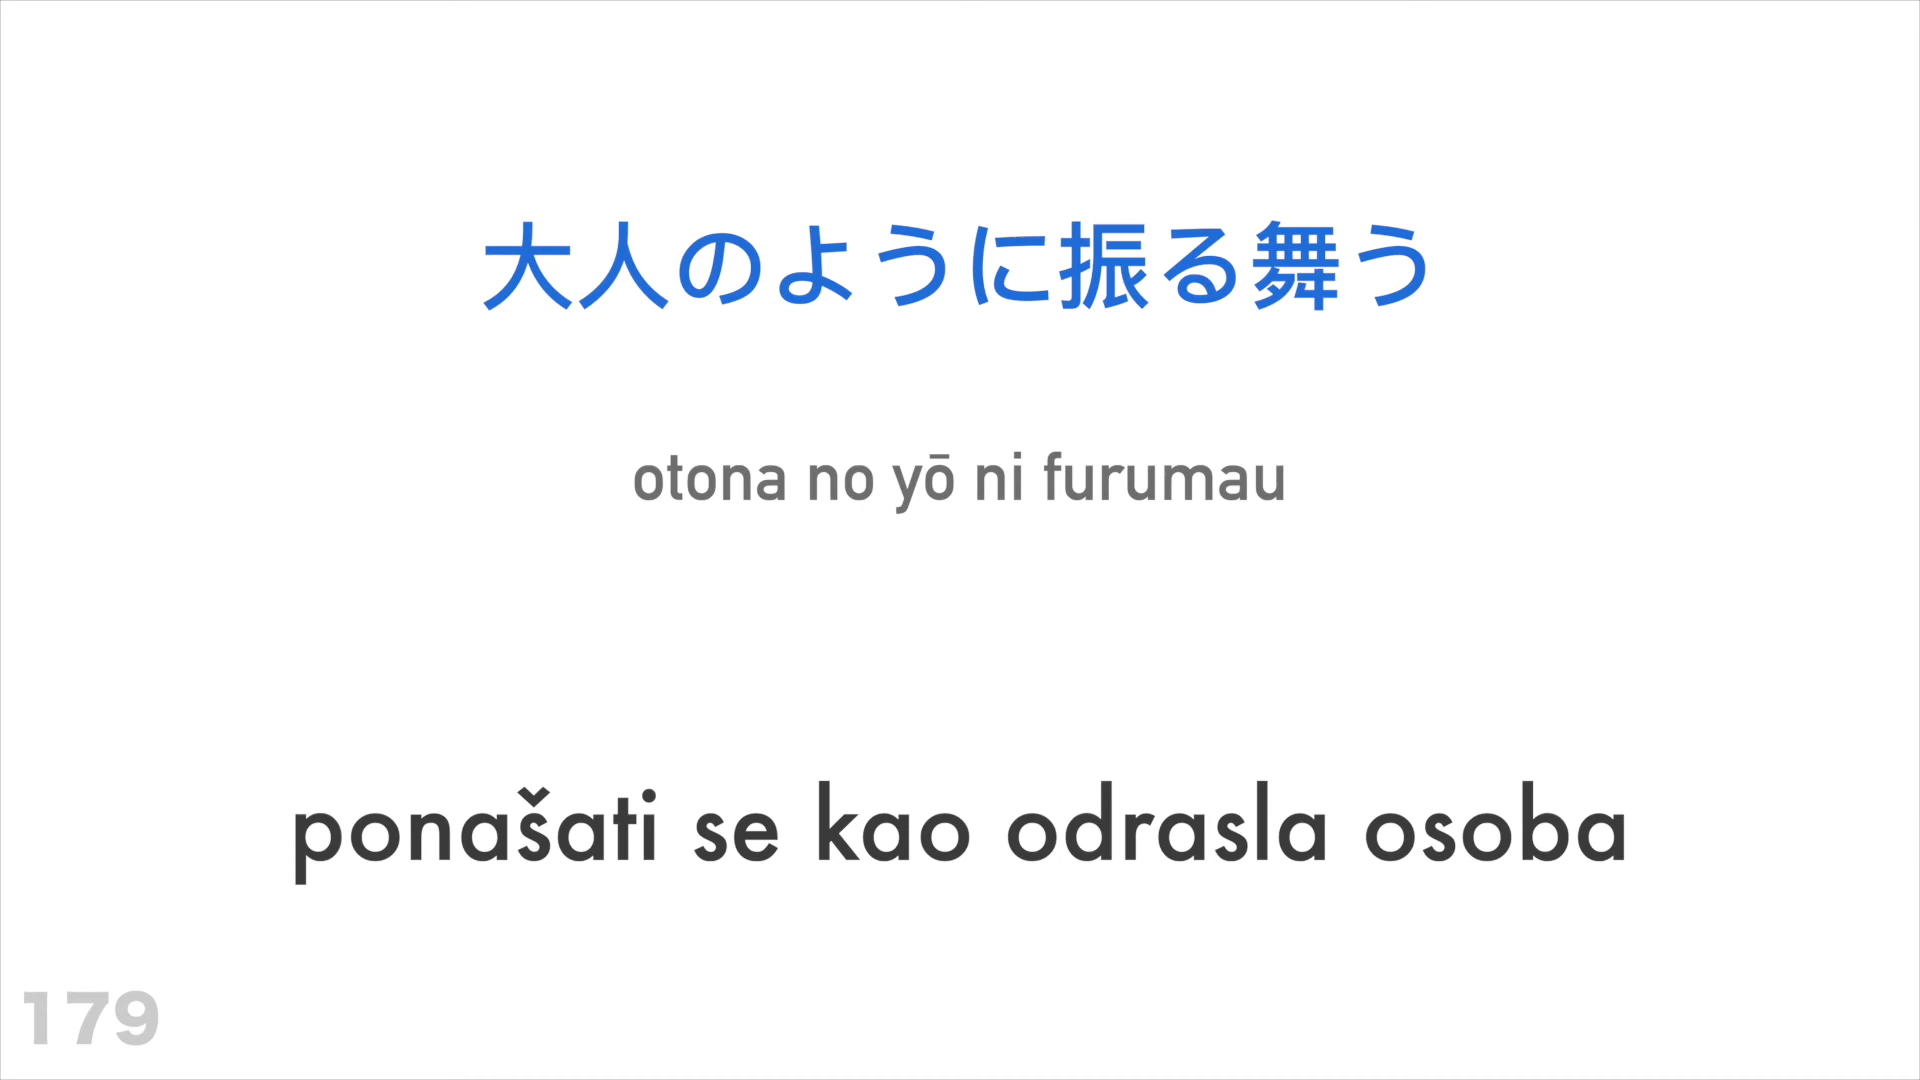 大人のように振る舞う
otona no yō ni furumau
ponašati se kao odrasla osoba
179